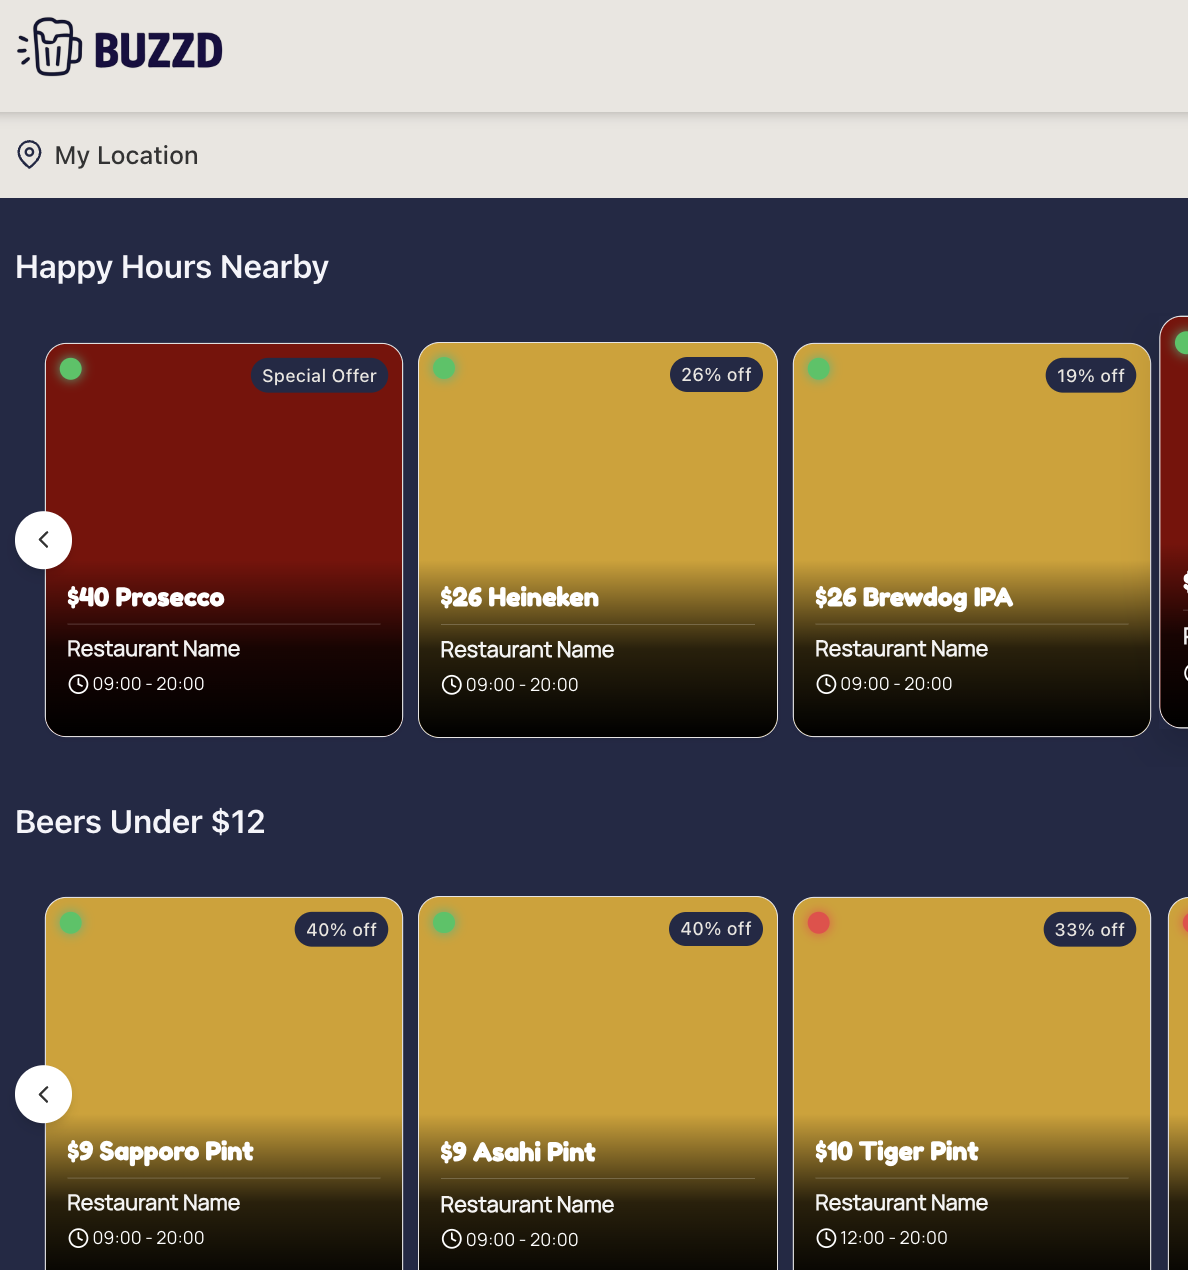 BUZZD
My Location
Happy Hours Nearby
Special Offer
$40 Prosecco
Restaurant Name
09:00 - 20:00
26% off
$26 Heineken
Restaurant Name
09:00 - 20:00
19% off
$26 Brewdog IPA
Restaurant Name
09:00 - 20:00
Beers Under $12
40% off
$9 Sapporo Pint
Restaurant Name
09:00 - 20:00
40% off
$9 Asahi Pint
Restaurant Name
09:00 - 20:00
33% off
$10 Tiger Pint
Restaurant Name
12:00 - 20:00